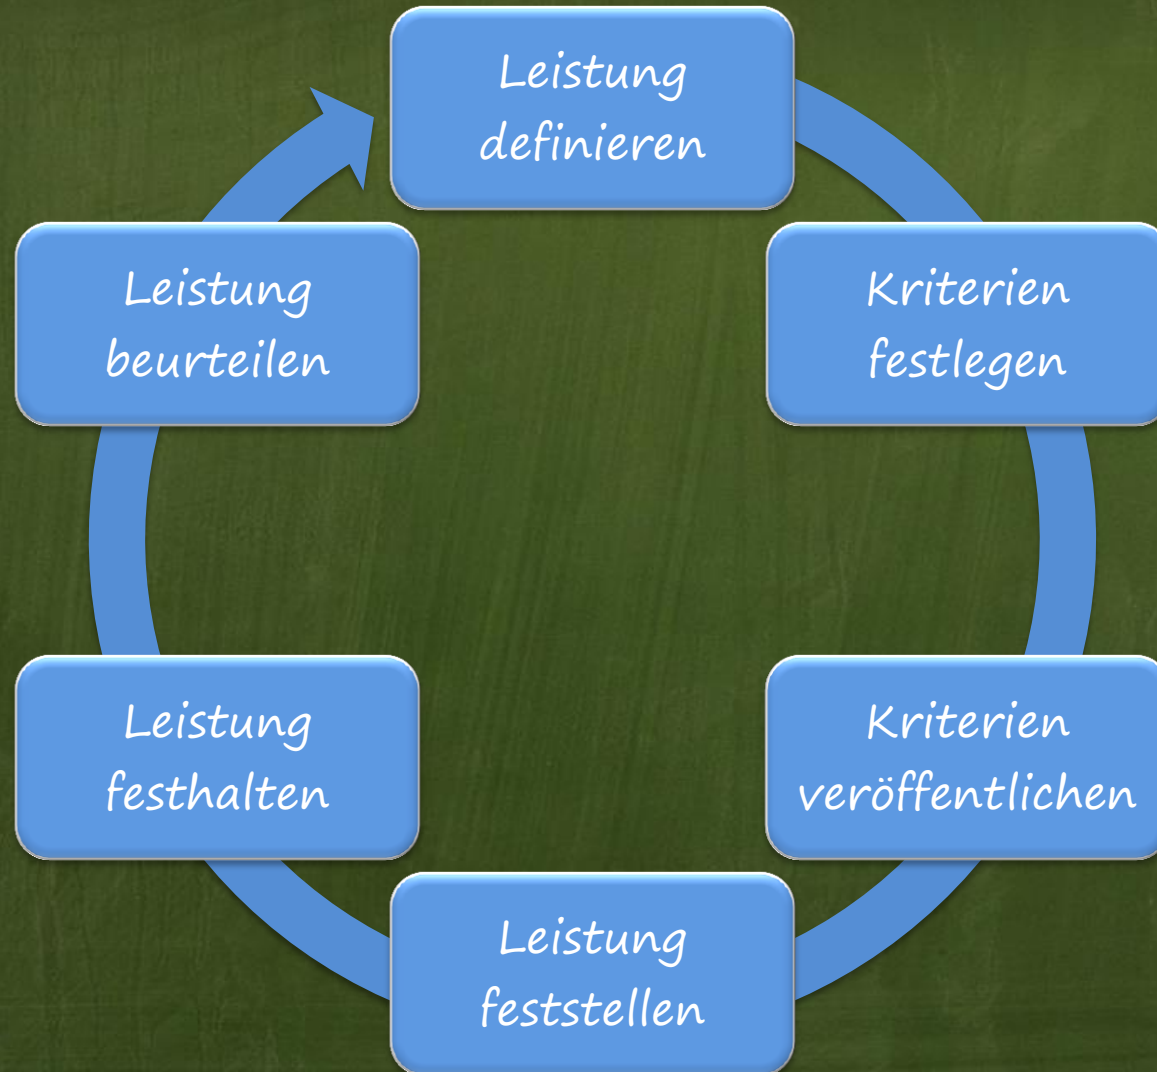 Leistung
definieren
Kriterien
festlegen
Kriterien
veröffentlichen
Leistung
feststellen
Leistung
festhalten
Leistung
beurteilen